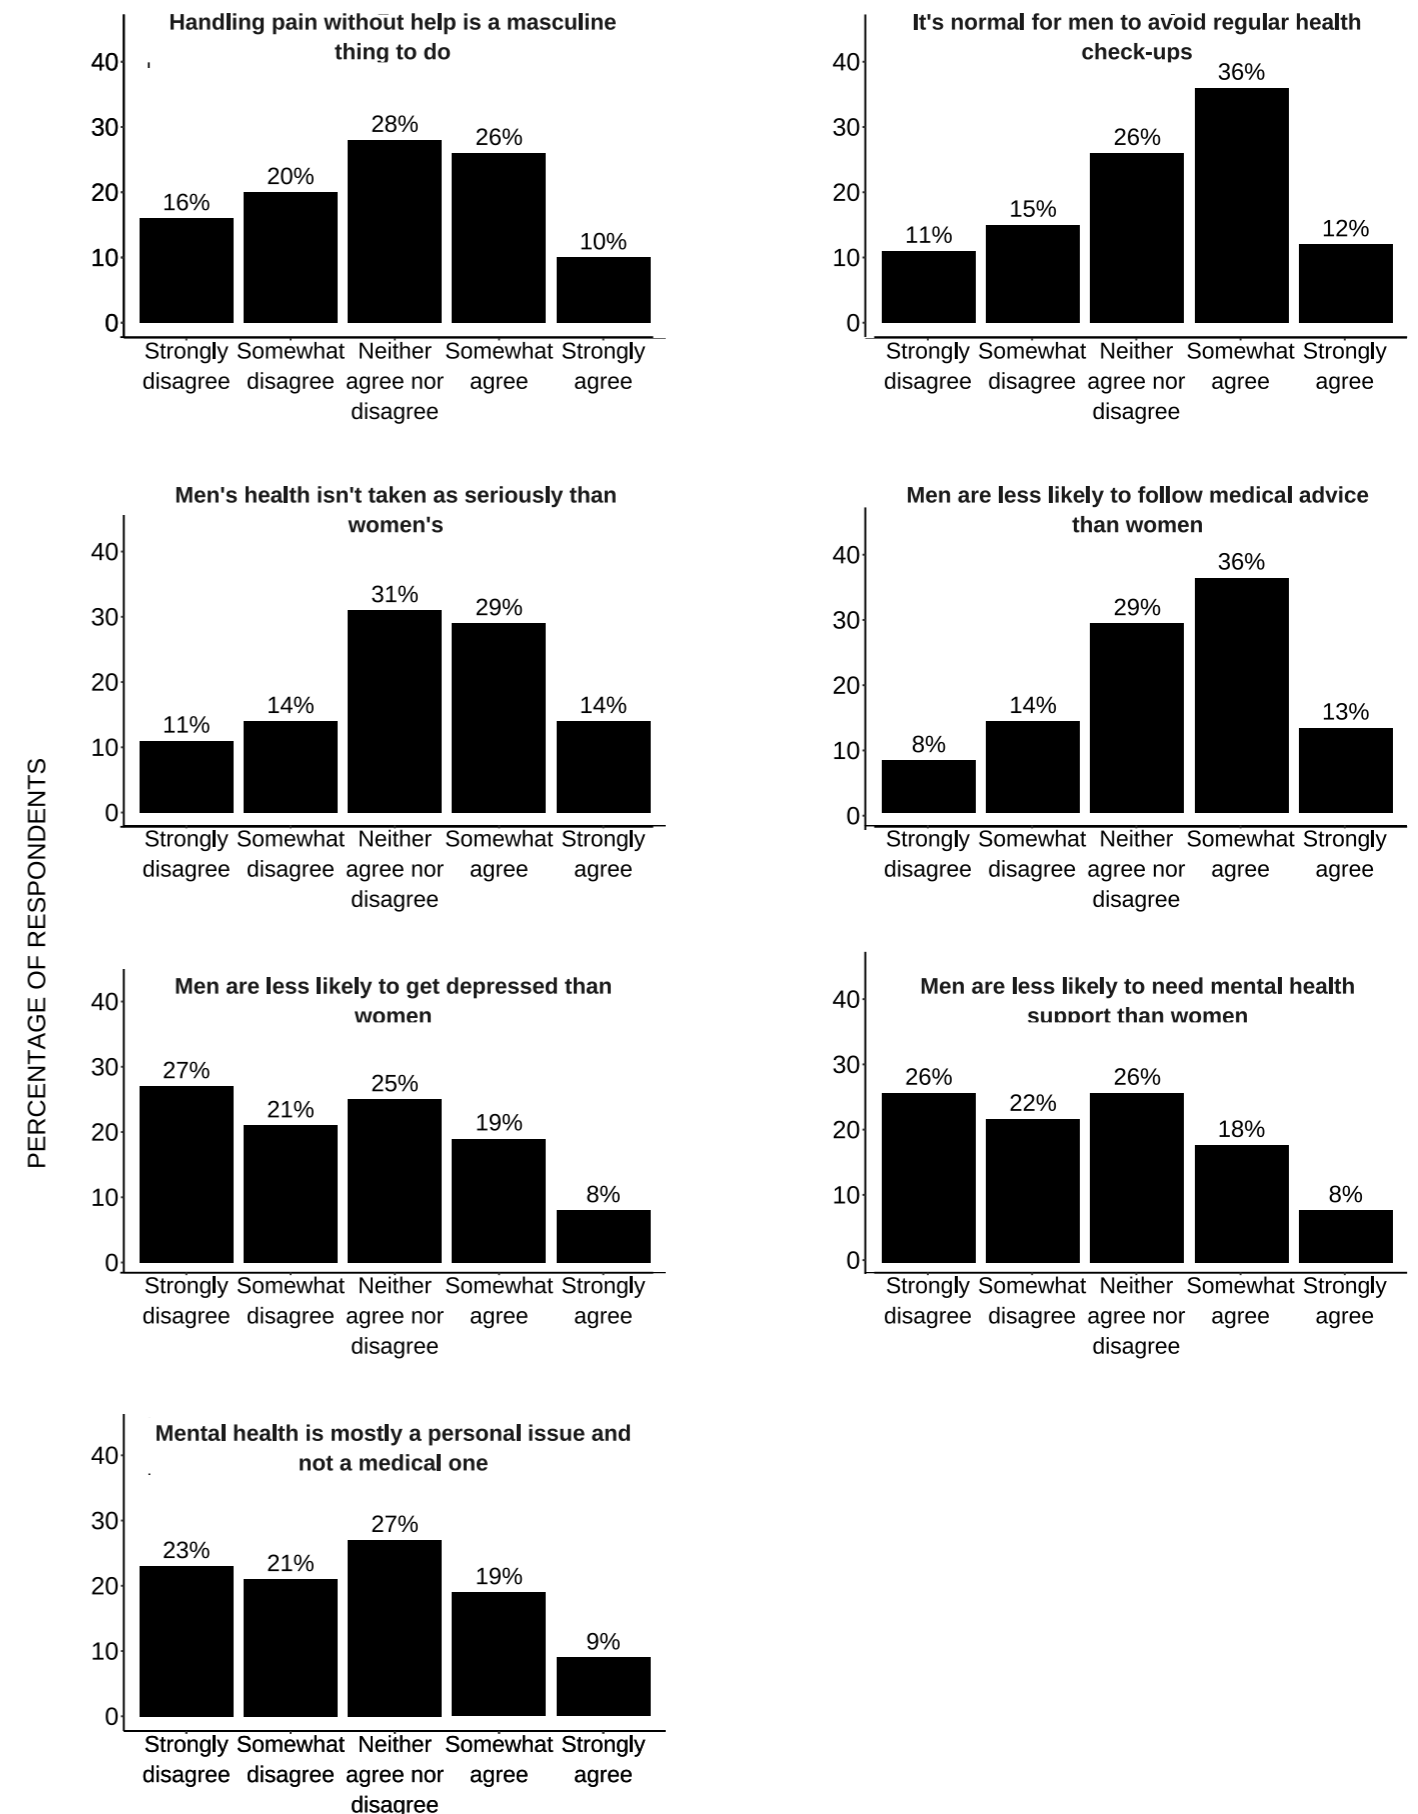 Handling pain without help is a masculine
thing to do
40
30
20
10
0
16%
20%
28%
26%
10%
Strongly Somewhat Neither Somewhat Strongly
disagree disagree agree nor agree agree
disagree
It's normal for men to avoid regular health
check-ups
40
30
20
10
0
11%
15%
26%
36%
12%
Strongly Somewhat Neither Somewhat Strongly
disagree disagree agree nor agree agree
disagree
PERCENTAGE OF RESPONDENTS
Men's health isn't taken as seriously than
women's
40
30
20
10
0
11%
14%
31%
29%
14%
Strongly Somewhat Neither Somewhat Strongly
disagree disagree agree nor agree agree
disagree
Men are less likely to follow medical advice
than women
40
30
20
10
0
8%
14%
29%
36%
13%
Strongly Somewhat Neither Somewhat Strongly
disagree disagree agree nor agree agree
disagree
Men are less likely to get depressed than
women
40
30
20
10
0
27%
21%
25%
19%
8%
Strongly Somewhat Neither Somewhat Strongly
disagree disagree agree nor agree agree
disagree
Men are less likely to need mental health
support than women
40
30
20
10
0
26%
22%
26%
18%
8%
Strongly Somewhat Neither Somewhat Strongly
disagree disagree agree nor agree agree
disagree
Mental health is mostly a personal issue and
not a medical one
40
30
20
10
0
23%
21%
27%
19%
9%
Strongly Somewhat Neither Somewhat Strongly
disagree disagree agree nor agree agree
disagree